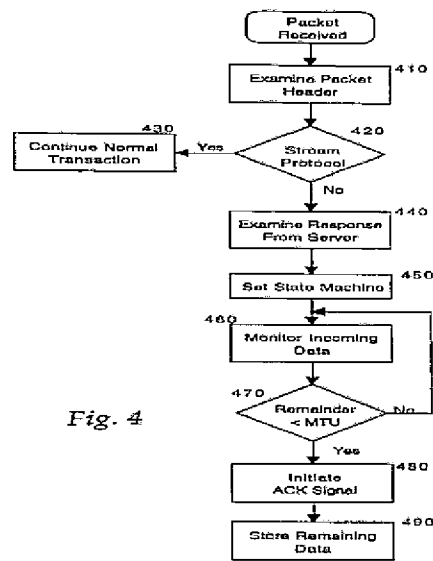 Packet
Received
410
Examine Packet
Header
430
420
Continue Normal
Transaction
Yes
Stream
Protocol
No
440
Examine Response
From Server
450
Set State Machine
460
Monitor Incoming
Data
470
Remainder
< MTU
No
Fig. 4
Yes
480
Initiate
ACK Signal
490
Store Remaining
Data